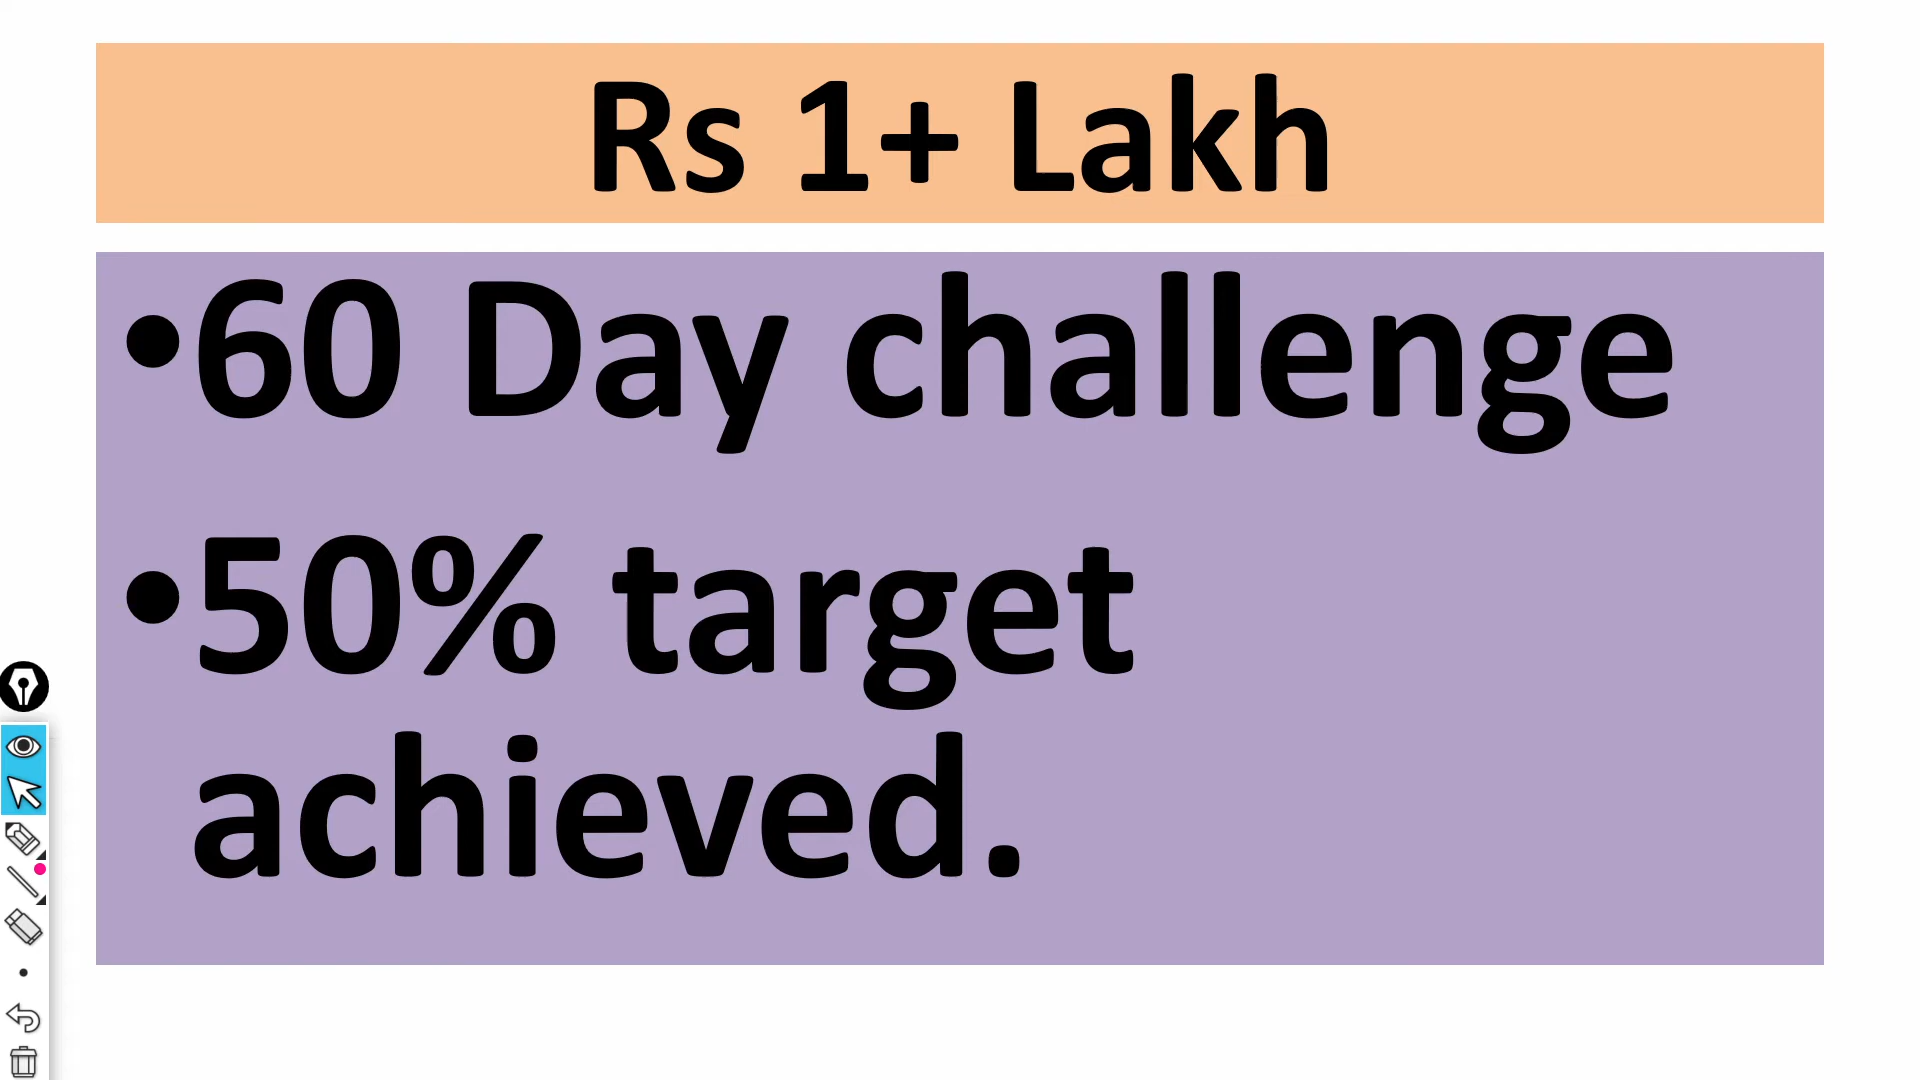 Rs 1+ Lakh
•60 Day challenge
•50% target
achieved.